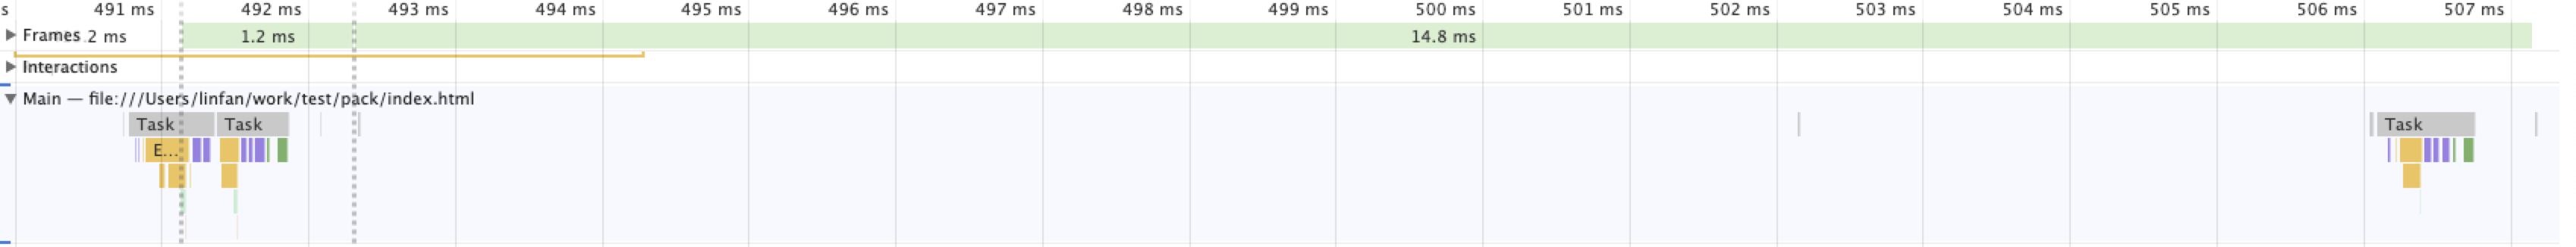 s 491 ms 492 ms 493 ms 494 ms 495 ms 496 ms 497 ms 498 ms 499 ms 500 ms 501 ms 502 ms 503 ms 504 ms 505 ms 506 ms 507 ms
Frames 2 ms 1.2 ms 14.8 ms
Interactions
Main — file:///Users/linfan/work/test/pack/index.html
Task Task Task
E...